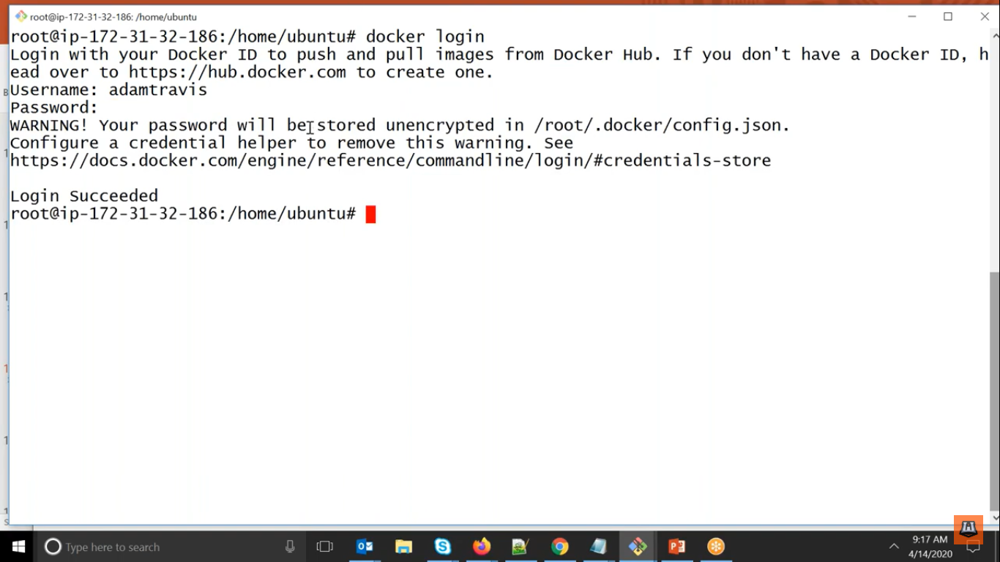 root@ip-172-31-32-186: /home/ubuntu
root@ip-172-31-32-186:/home/ubuntu# docker login
Login with your Docker ID to push and pull images from Docker Hub. If you don't have a Docker ID, h
ead over to https://hub.docker.com to create one.
Username: adamtravis
Password:
WARNING! Your password will be stored unencrypted in /root/.docker/config.json.
Configure a credential helper to remove this warning. See
https://docs.docker.com/engine/reference/commandline/login/#credentials-store
Login Succeeded
root@ip-172-31-32-186:/home/ubuntu#
Type here to search
9:17 AM
4/14/2020